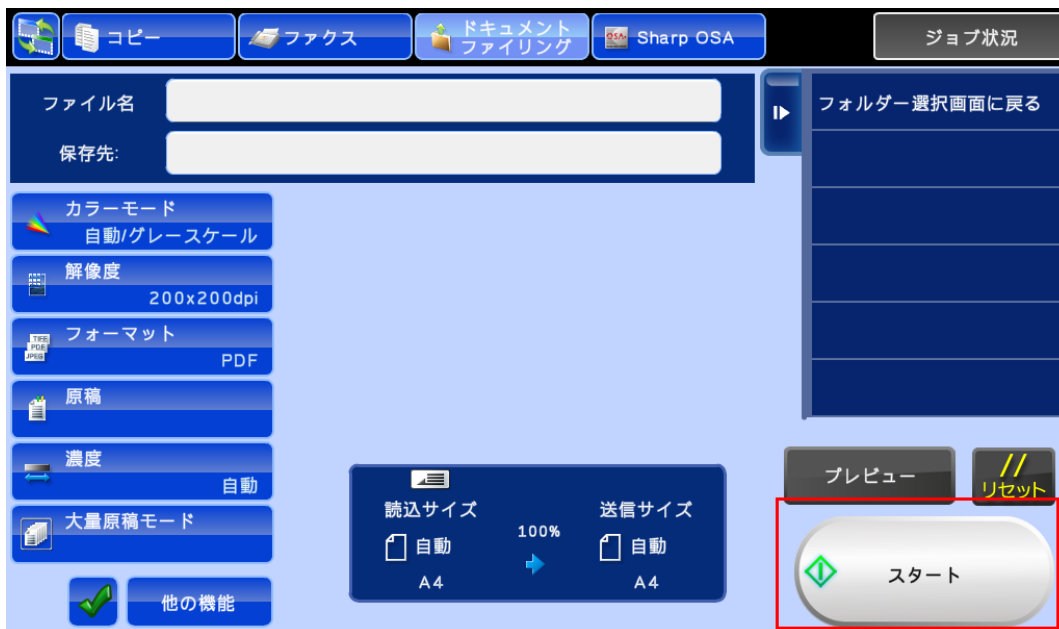 コピー
ファクス
ドキュメント
ファイリング
OSA
Sharp OSA
ジョブ状況
ファイル名
保存先:
フォルダー選択画面に戻る
カラーモード
自動/グレースケール
解像度
200x200dpi
TIFF
PDF
JPEG
フォーマット
PDF
原稿
濃度
自動
大量原稿モード
他の機能
読込サイズ
自動
A4
100%
送信サイズ
自動
A4
プレビュー
リセット
スタート